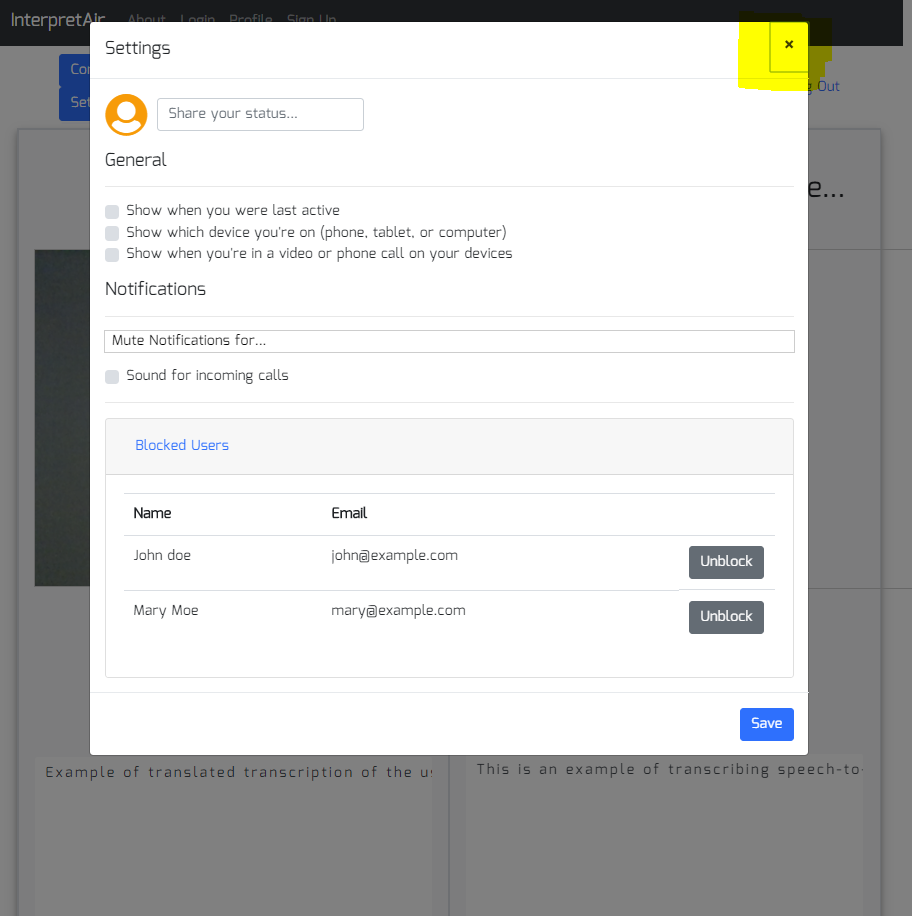 InterpretAir About Login Profile Sign Up
Settings ×
Out
Share your status...
General
e...
Show when you were last active
Show which device you're on (phone, tablet, or computer)
Show when you're in a video or phone call on your devices
Notifications
Mute Notifications for...
Sound for incoming calls
Blocked Users
Name Email
John doe john@example.com Unblock
Mary Moe mary@example.com Unblock
Save
Example of translated transcription of the
This is an example of transcribing speech-to-